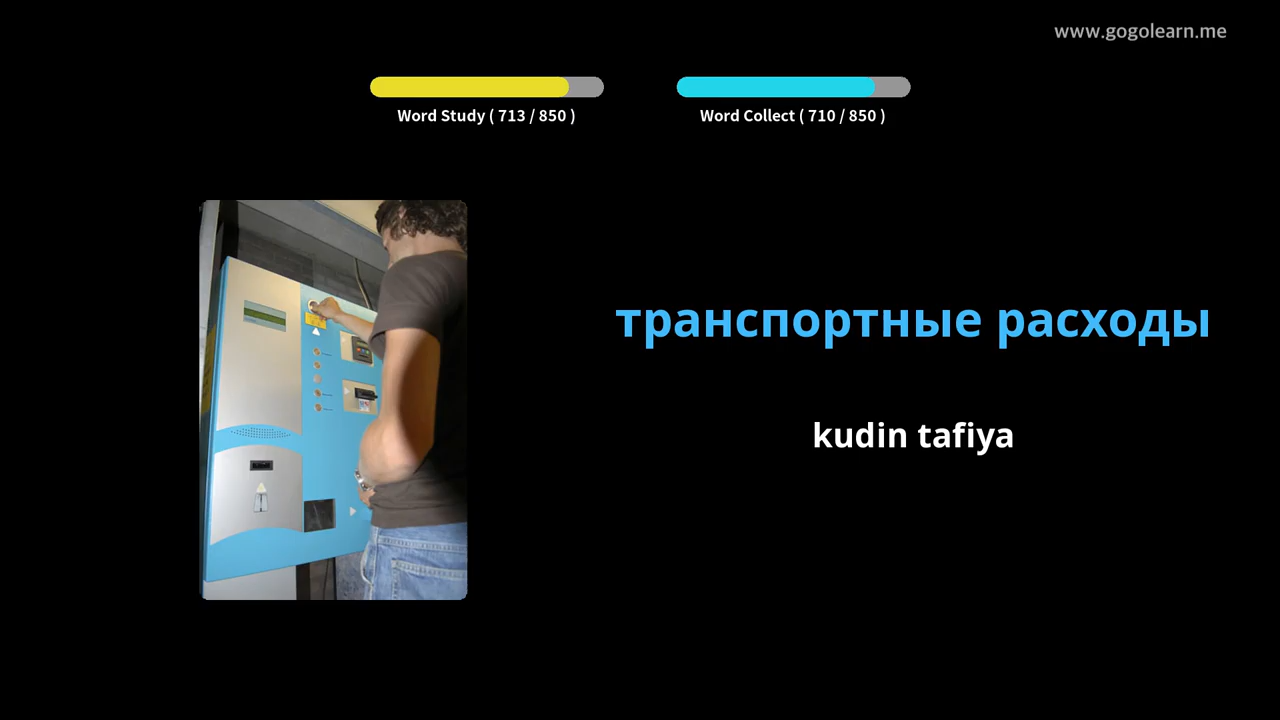 www.gogolearn.me
Word Study ( 713 / 850 )
Word Collect ( 710 / 850 )
транспортные расходы
kudin tafiya